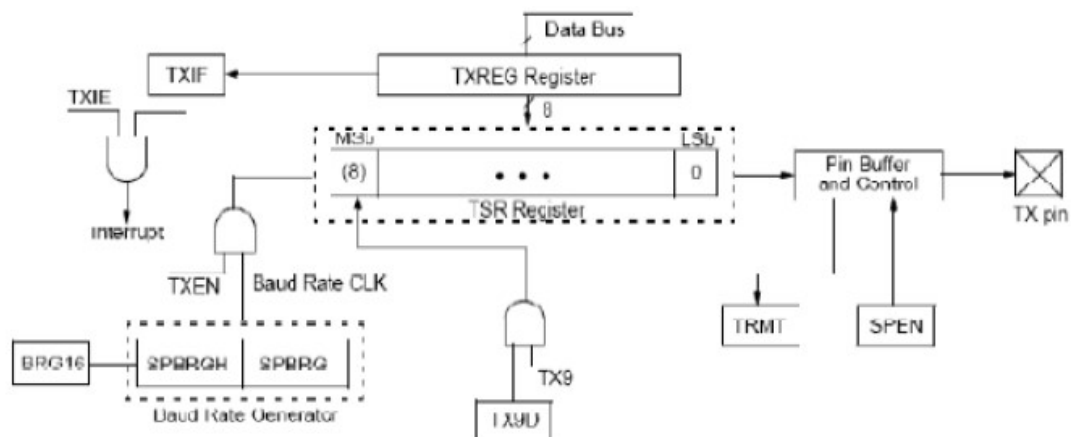 Data Bus
TXIF
TXREG Register
TXIE
8
MSb
LSb
(8)
• • •
0
Pin Buffer
and Control
TSR Register
Interrupt
TX pin
TXEN
Baud Rate CLK
TRMT
SPEN
BRG16
SPBRGH
SPBRG
TX9
Baud Rate Generator
TX9D